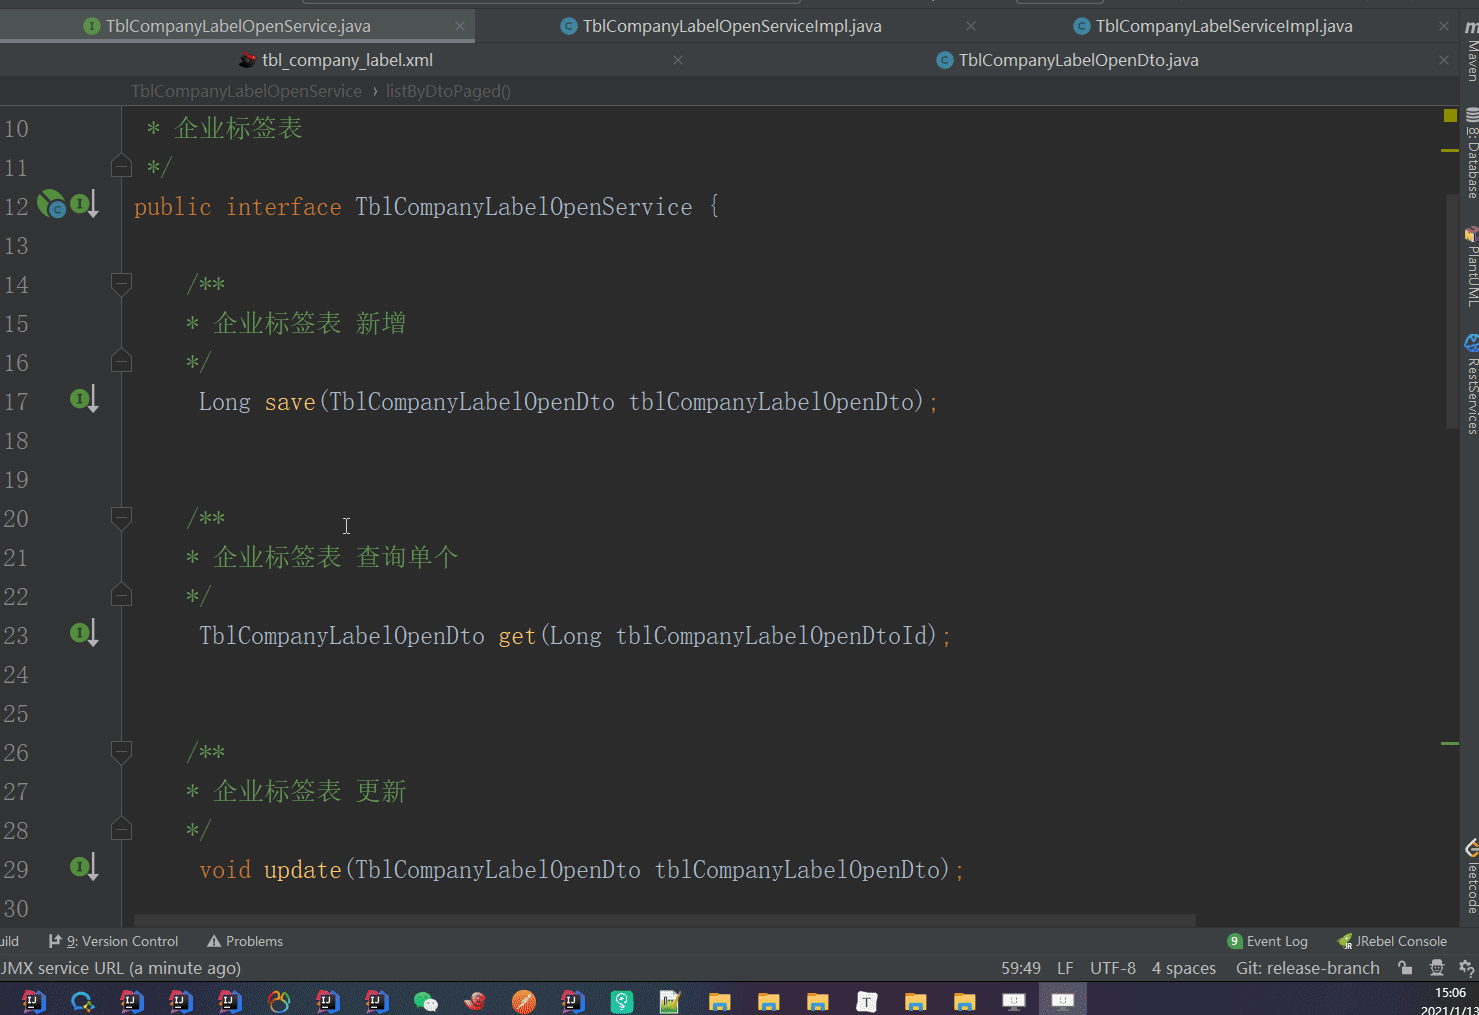 TblCompanyLabelOpenService.java
TblCompanyLabelOpenServiceImpl.java
TblCompanyLabelServiceImpl.java
tbl_company_label.xml
TblCompanyLabelOpenDto.java
TblCompanyLabelOpenService › listByDtoPaged()
10 * 企业标签表
11 */
12 public interface TblCompanyLabelOpenService {
13
14 /**
15 * 企业标签表 新增
16 */
17 Long save(TblCompanyLabelOpenDto tblCompanyLabelOpenDto);
18
19
20 /**
21 * 企业标签表 查询单个
22 */
23 TblCompanyLabelOpenDto get(Long tblCompanyLabelOpenDtoId);
24
25
26 /**
27 * 企业标签表 更新
28 */
29 void update(TblCompanyLabelOpenDto tblCompanyLabelOpenDto);
30
Maven
8: Database
PlantUML
RestServices
leetcode
uild
9: Version Control
Problems
9 Event Log
JRebel Console
JMX service URL (a minute ago)
59:49 LF UTF-8 4 spaces Git: release-branch
15:06
2021/1/13